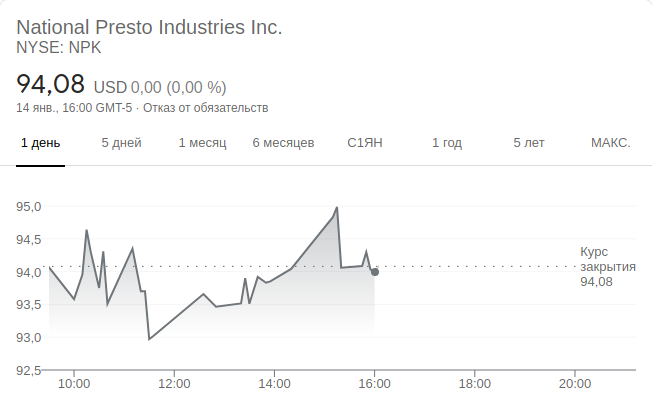 National Presto Industries Inc.
NYSE: NPK
94,08 USD 0,00 (0,00 %)
14 янв., 16:00 GMT-5 · Отказ от обязательств
1 день 5 дней 1 месяц 6 месяцев С1ЯН 1 год 5 лет МАКС.
95,0
94,5
94,0
93,5
93,0
92,5
Курс
закрытия
94,08
10:00 12:00 14:00 16:00 18:00 20:00